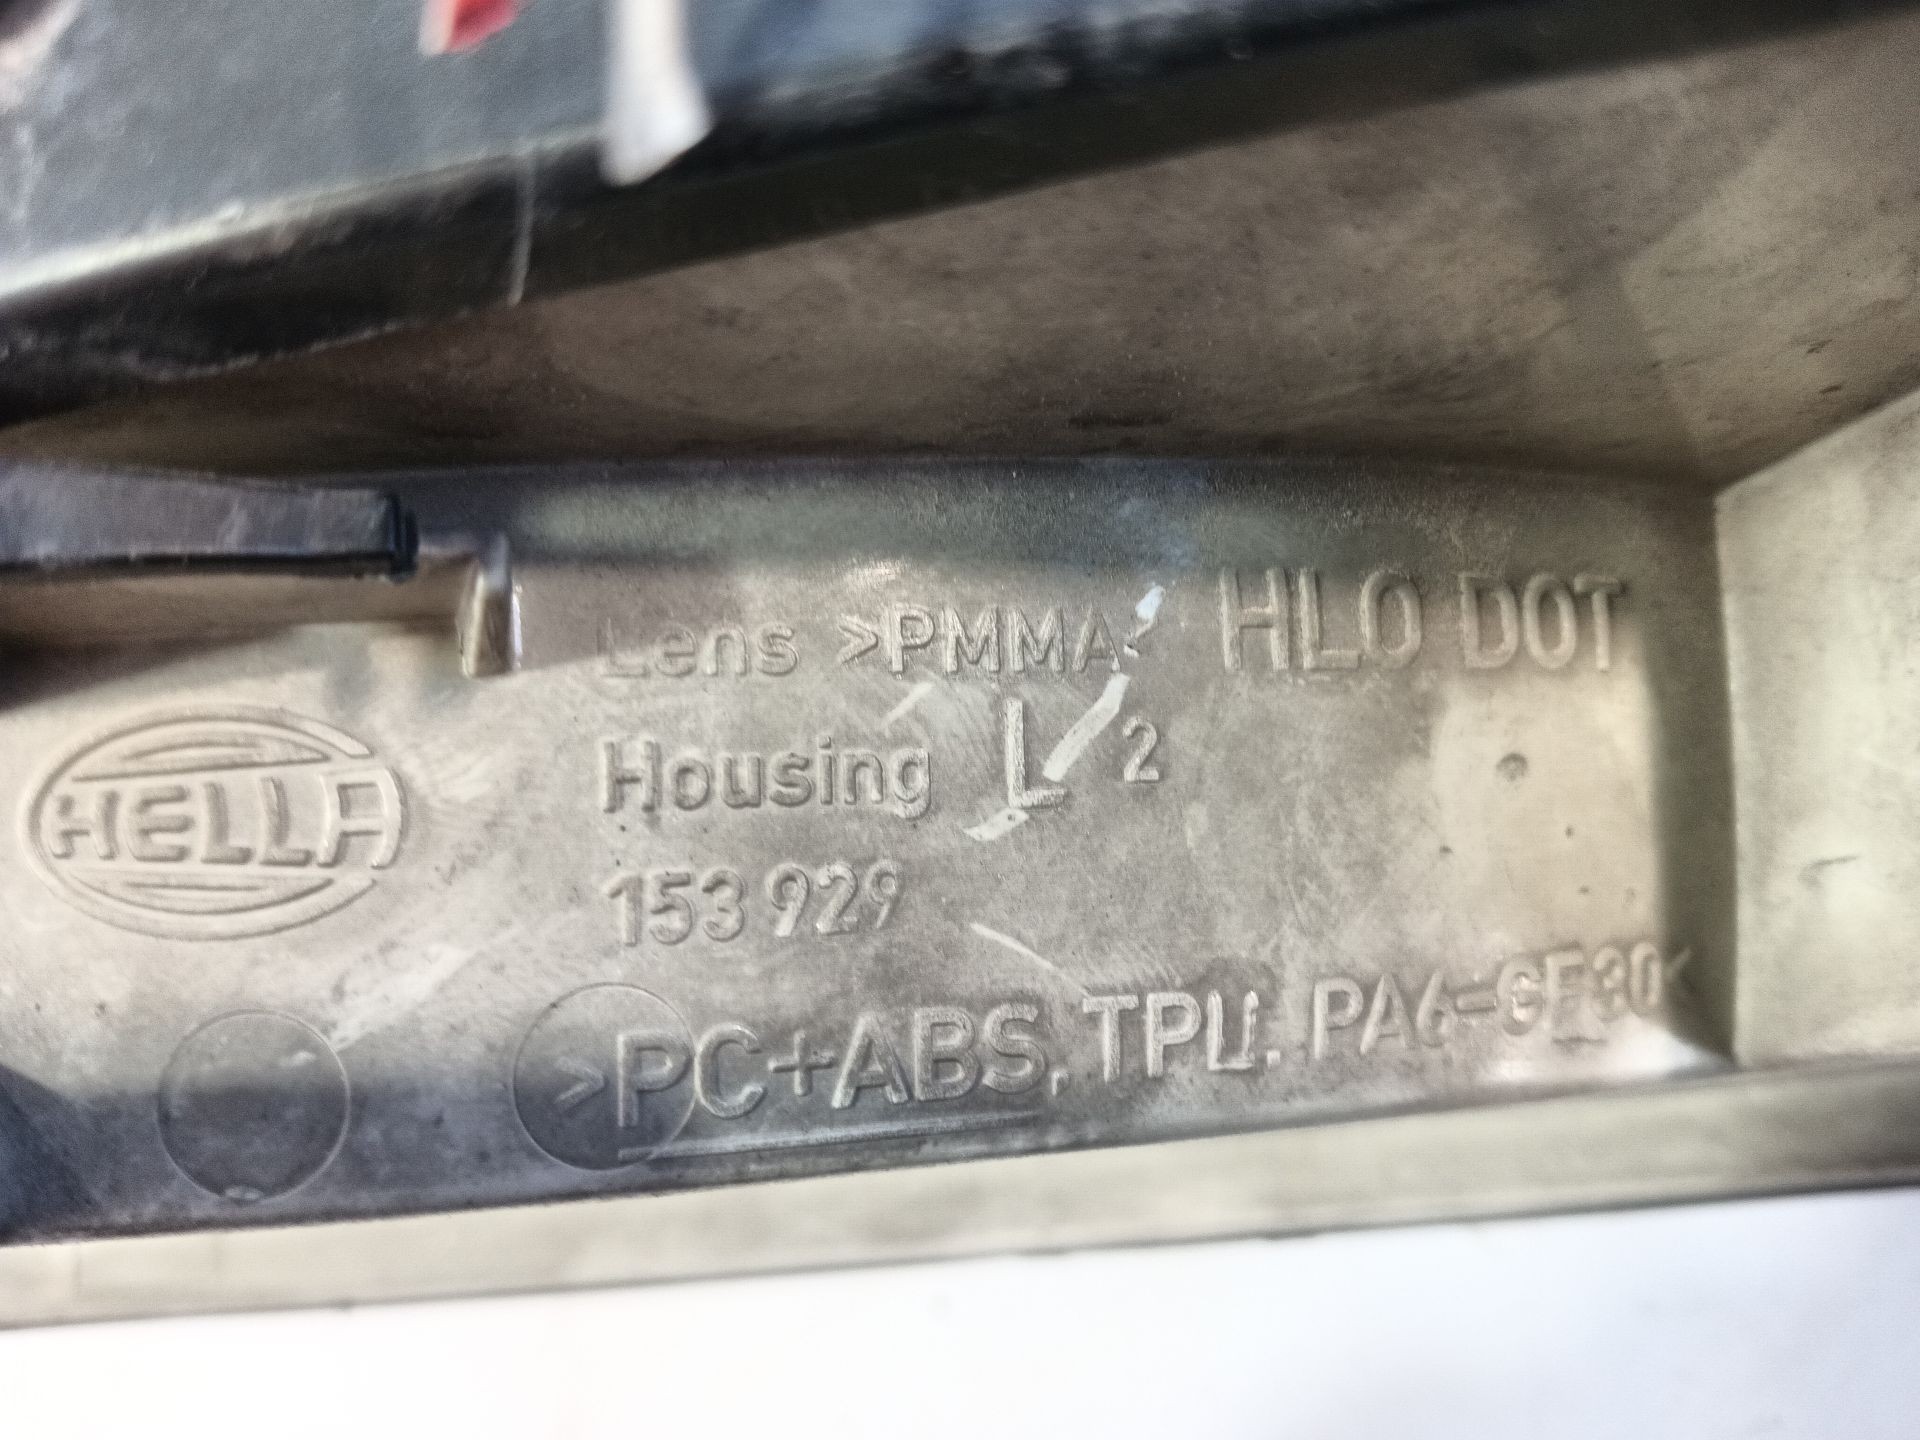 Lens >PMMA< HLO DOT
Housing L 2
HELLA
153 929
>PC+ABS, TPU, PA6-GF30<